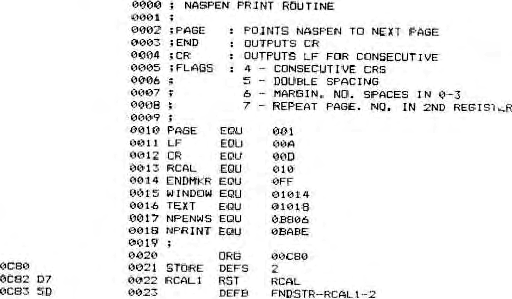 0000 ; NASPEN PRINT ROUTINE
0001 ;
0002 ;PAGE : POINTS NASPEN TO NEXT PAGE
0003 ;END : OUTPUTS CR
0004 ;CR : OUTPUTS LF FOR CONSECUTIVE
0005 ;FLAGS : 4 - CONSECUTIVE CRS
0006 ; 5 - DOUBLE SPACING
0007 ; 6 - MARGIN. NO. SPACES IN 0-3
0008 ; 7 - REPEAT PAGE. NO. IN 2ND REGISTER
0009 ;
0010 PAGE EQU 001
0011 LF EQU 00A
0012 CR EQU 00D
0013 RCAL EQU 010
0014 ENDMKR EQU 0FF
0015 WINDOW EQU 01014
0016 TEXT EQU 01018
0017 NPENWS EQU 0B806
0018 NPRINT EQU 0BABE
0019 ;
0020 ORG 00C80
0C80 0021 STORE DEFS 2
0C82 D7 0022 RCAL1 RST RCAL
0C83 5D 0023 DEFB FNDSTR-RCAL1-2